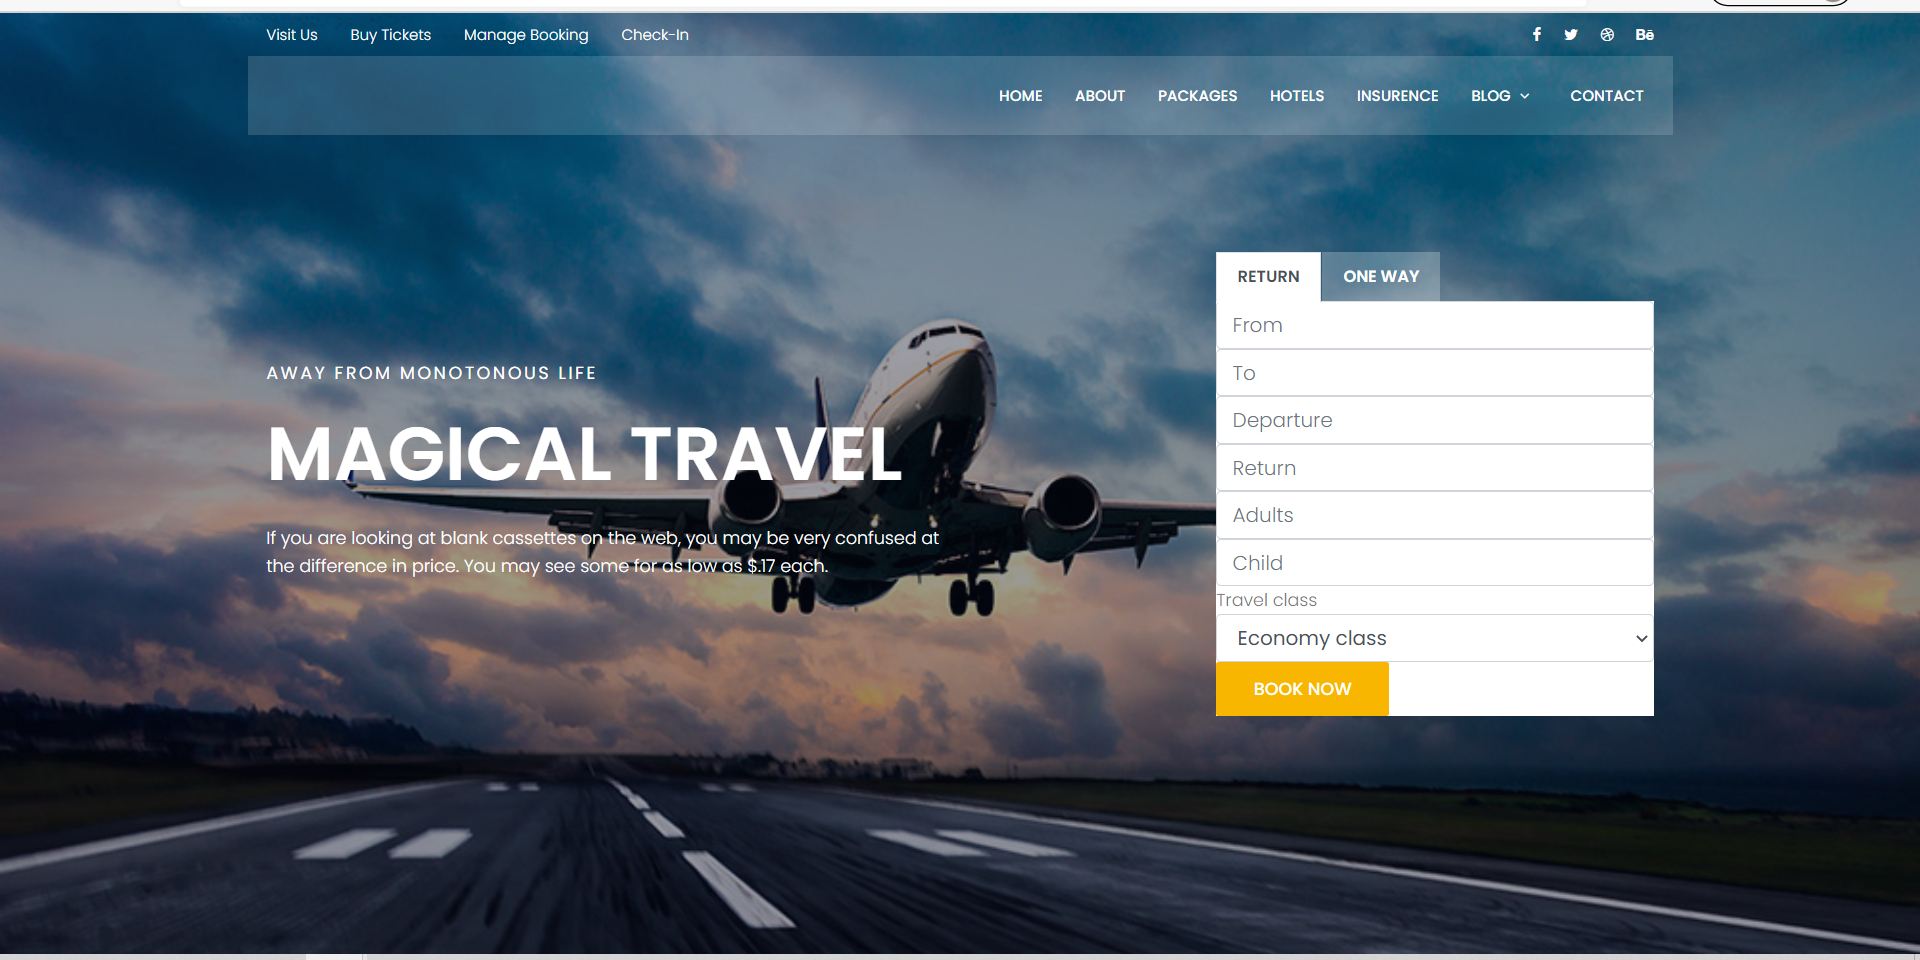 Visit Us Buy Tickets Manage Booking Check-In
Bē
HOME ABOUT PACKAGES HOTELS INSURENCE BLOG CONTACT
RETURN ONE WAY
From
To
Departure
Return
Adults
Child
Travel class
Economy class
BOOK NOW
AWAY FROM MONOTONOUS LIFE
MAGICAL TRAVEL
If you are looking at blank cassettes on the web, you may be very confused at
the difference in price. You may see some for as low as $.17 each.